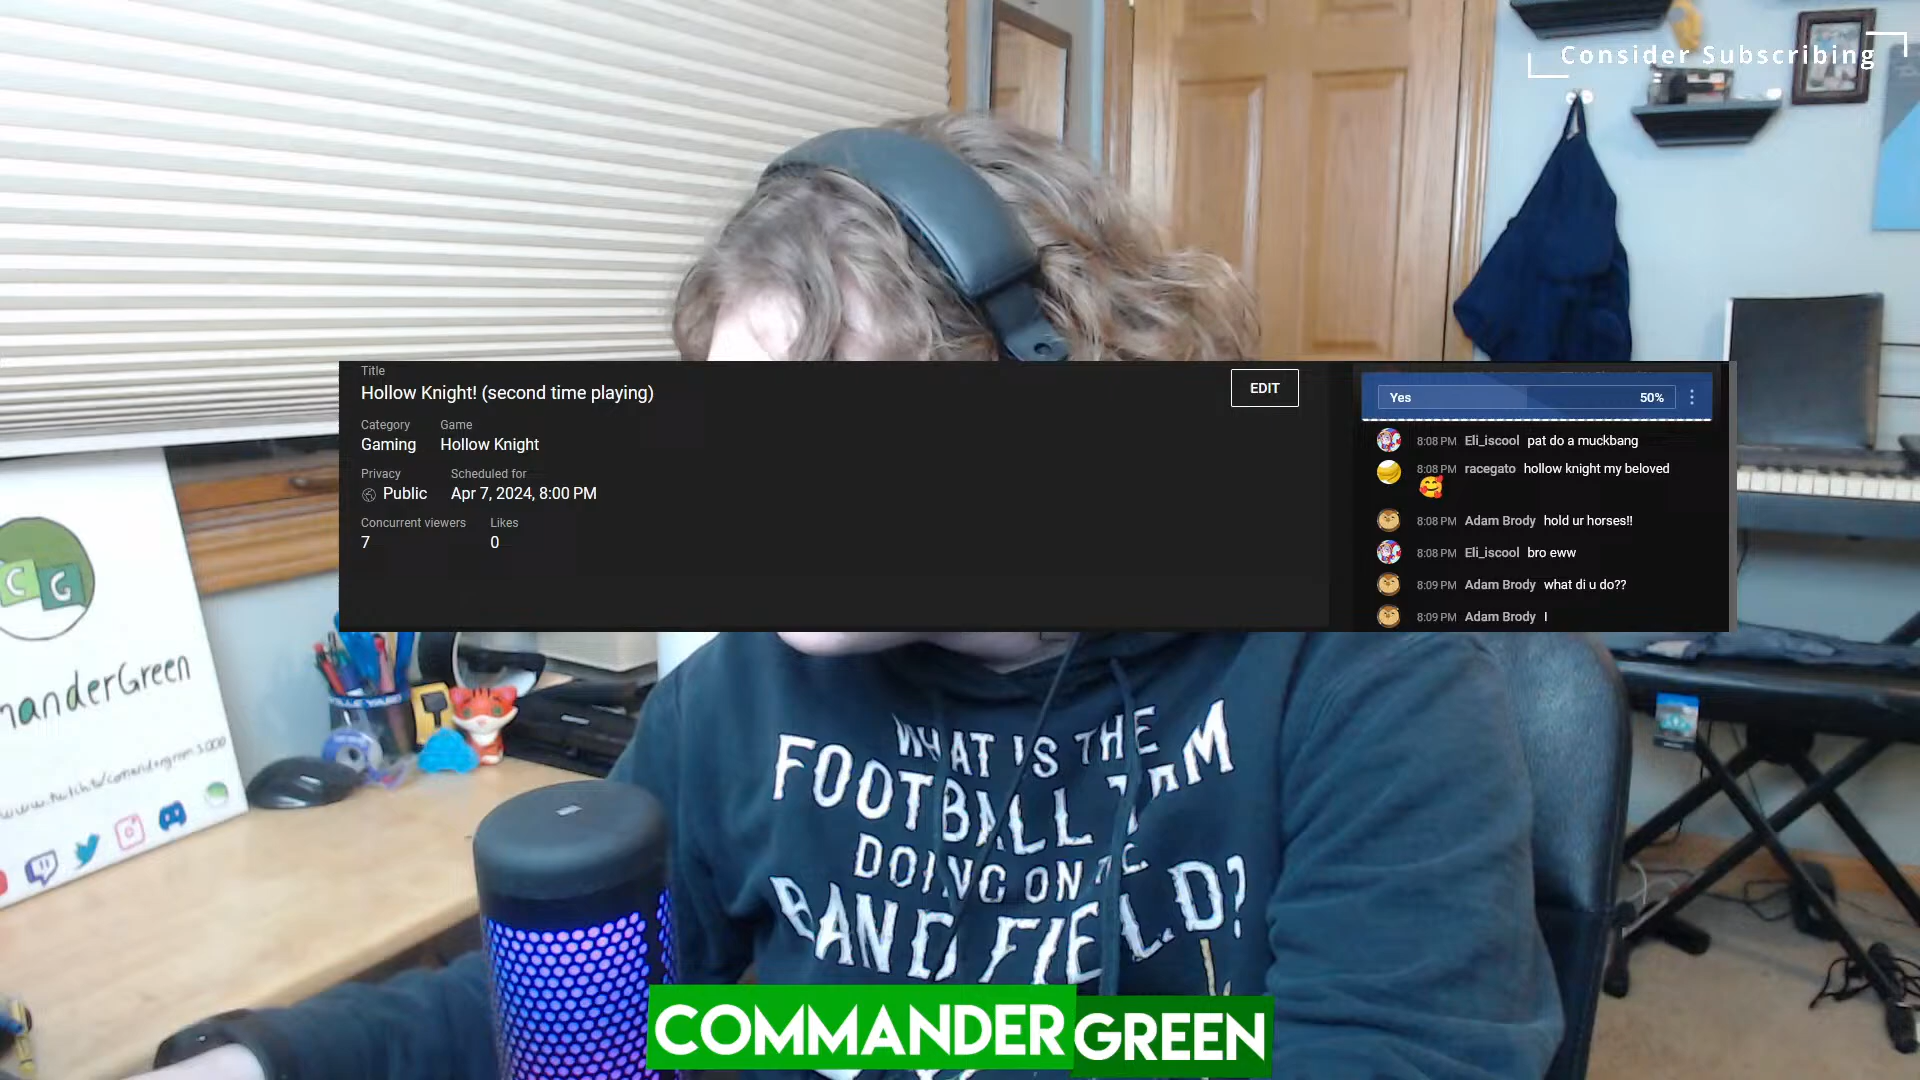 Consider Subscribing
Title
Hollow Knight! (second time playing)
EDIT
Category Game
Gaming Hollow Knight
Privacy Scheduled for
Public Apr 7, 2024, 8:00 PM
Concurrent viewers Likes
7 0
Yes 50%
8:08 PM Eli_iscool pat do a muckbang
8:08 PM racegato hollow knight my beloved
🥰
8:08 PM Adam Brody hold ur horses!!
8:08 PM Eli_iscool bro eww
8:09 PM Adam Brody what di u do??
8:09 PM Adam Brody I
C G
manderGreen
WHAT IS THE
FOOTBALL
DOING ON
BAND FIELD?
COMMANDER GREEN